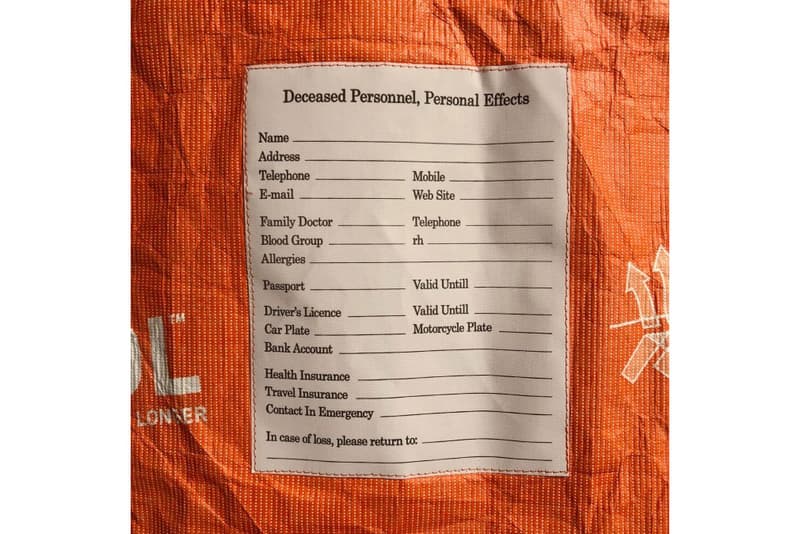 Deceased Personnel, Personal Effects
Name
Address
Telephone Mobile
E-mail Web Site
Family Doctor Telephone
Blood Group rh
Allergies
Passport Valid Untill
Driver's Licence Valid Untill
Car Plate Motorcycle Plate
Bank Account
Health Insurance
Travel Insurance
Contact In Emergency
In case of loss, please return to:
OL™
LONGER